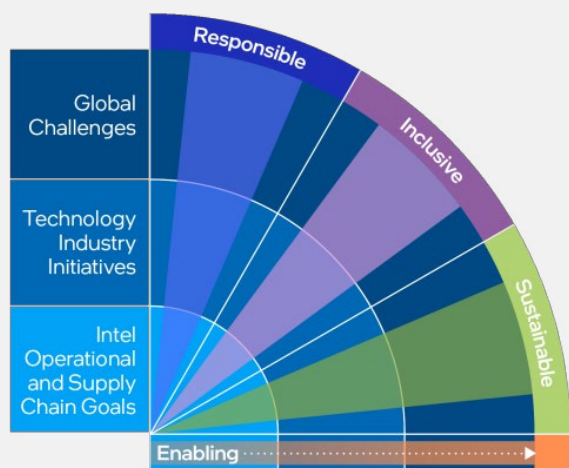 Responsible
Inclusive
Sustainable
Global
Challenges
Technology
Industry
Initiatives
Intel
Operational
and Supply
Chain Goals
Enabling